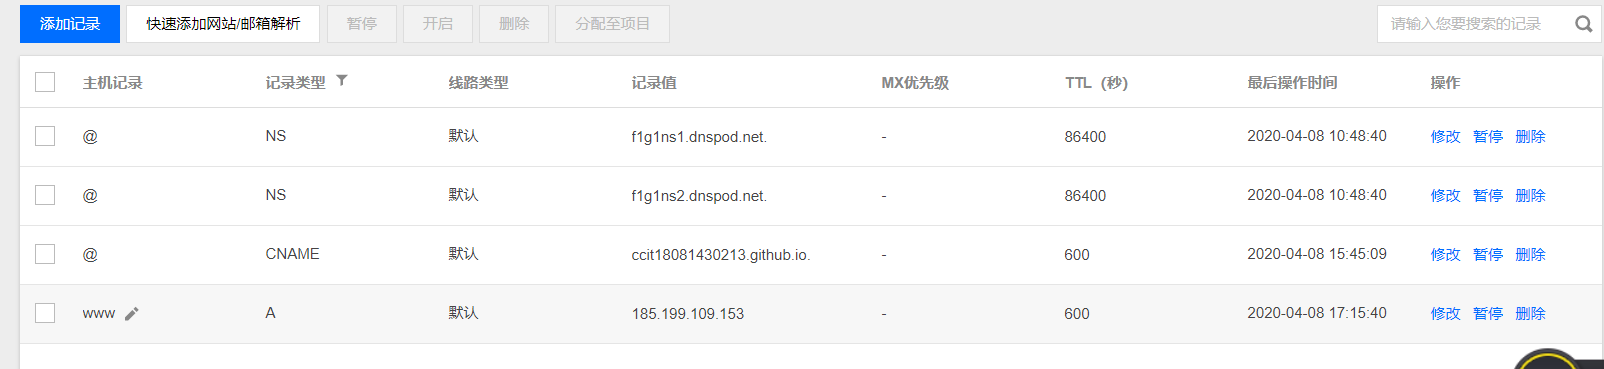 添加记录 快速添加网站/邮箱解析 暂停 开启 删除 分配至项目 请输入您要搜索的记录
主机记录 记录类型 线路类型 记录值 MX优先级 TTL（秒） 最后操作时间 操作
@ NS 默认 f1g1ns1.dnspod.net. - 86400 2020-04-08 10:48:40 修改 暂停 删除
@ NS 默认 f1g1ns2.dnspod.net. - 86400 2020-04-08 10:48:40 修改 暂停 删除
@ CNAME 默认 ccit18081430213.github.io. - 600 2020-04-08 15:45:09 修改 暂停 删除
www A 默认 185.199.109.153 - 600 2020-04-08 17:15:40 修改 暂停 删除